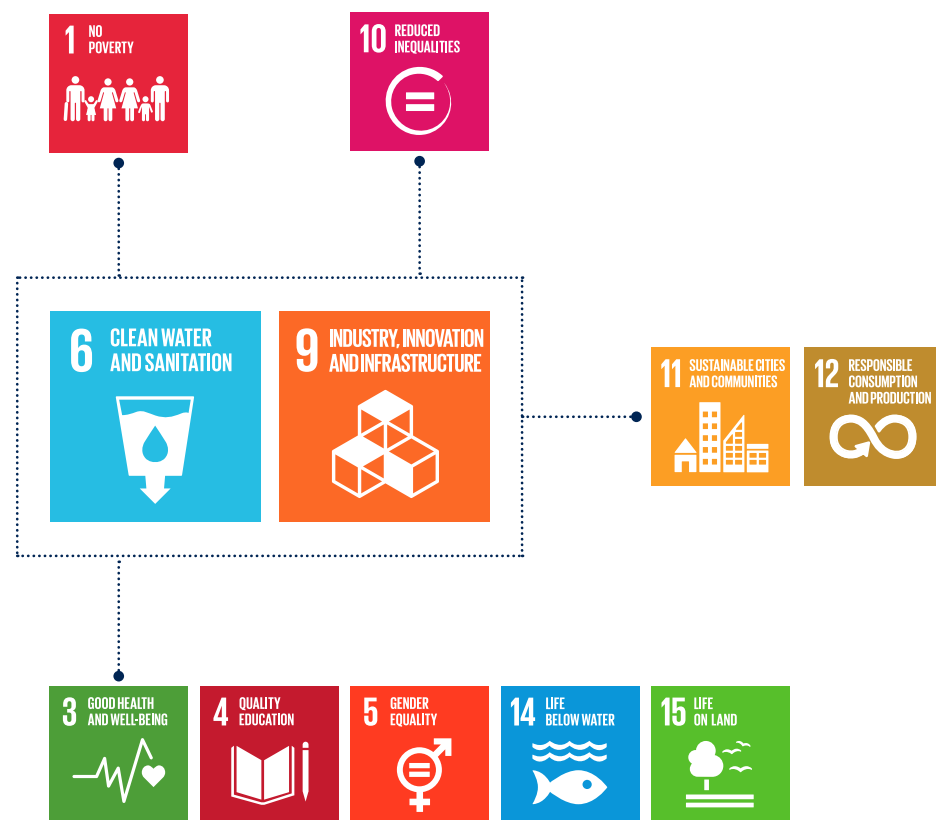 1 NO
POVERTY
10 REDUCED
INEQUALITIES
6 CLEAN WATER
AND SANITATION
9 INDUSTRY, INNOVATION
AND INFRASTRUCTURE
11 SUSTAINABLE CITIES
AND COMMUNITIES
12 RESPONSIBLE
CONSUMPTION
AND PRODUCTION
3 GOOD HEALTH
AND WELL-BEING
4 QUALITY
EDUCATION
5 GENDER
EQUALITY
14 LIFE
BELOW WATER
15 LIFE
ON LAND